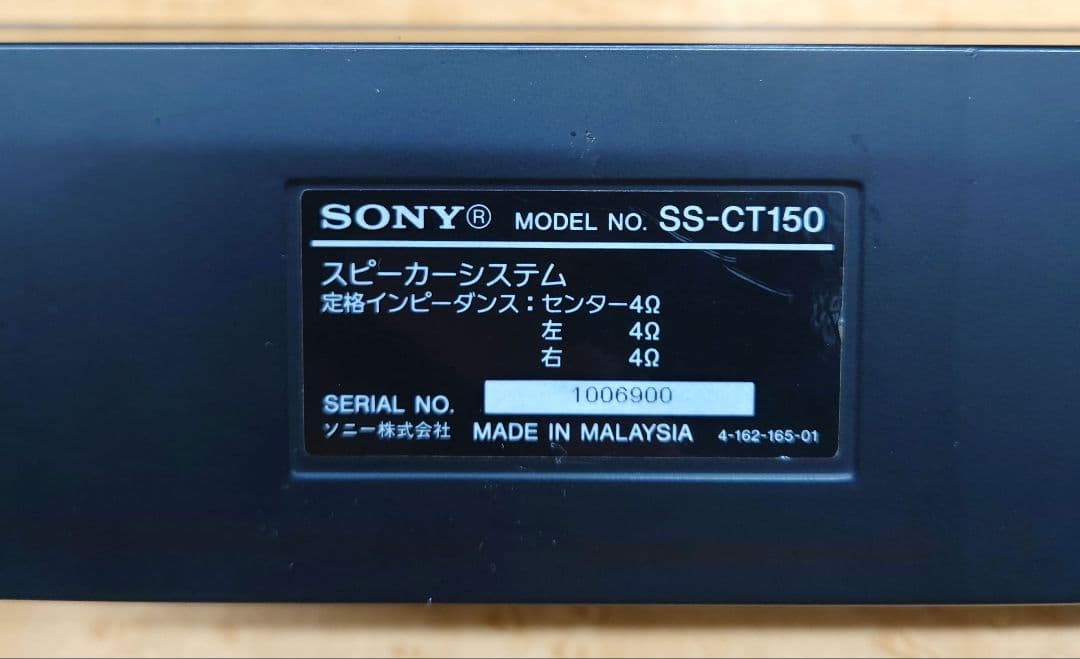 SONY® MODEL NO. SS-CT150
スピーカーシステム
定格インピーダンス：センター4Ω
左 4Ω
右 4Ω
SERIAL NO. 1006900
ソニー株式会社 MADE IN MALAYSIA 4-162-165-01